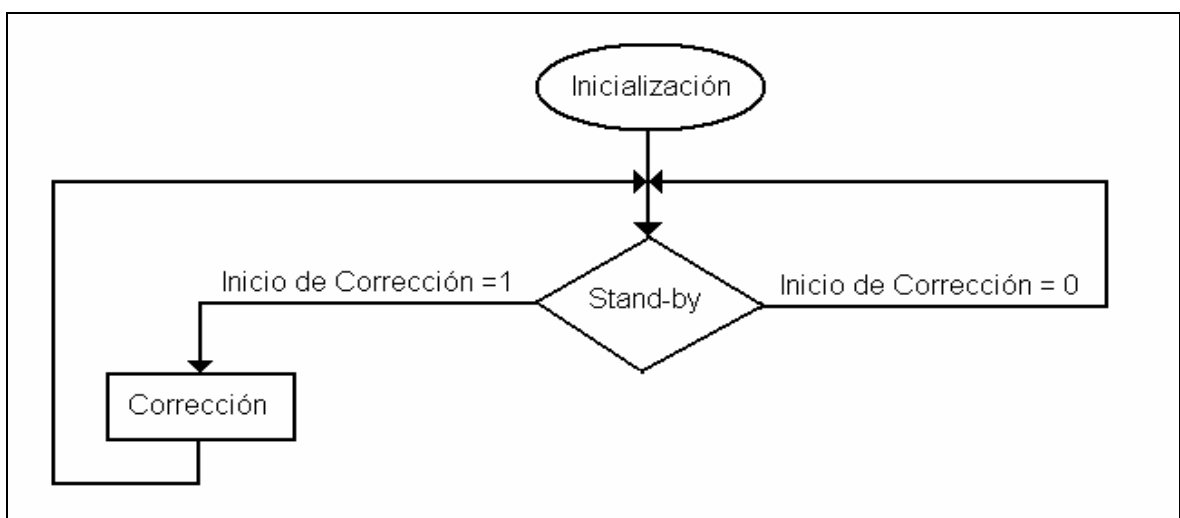 Inicialización
Inicio de Corrección =1
Stand-by
Inicio de Corrección = 0
Corrección